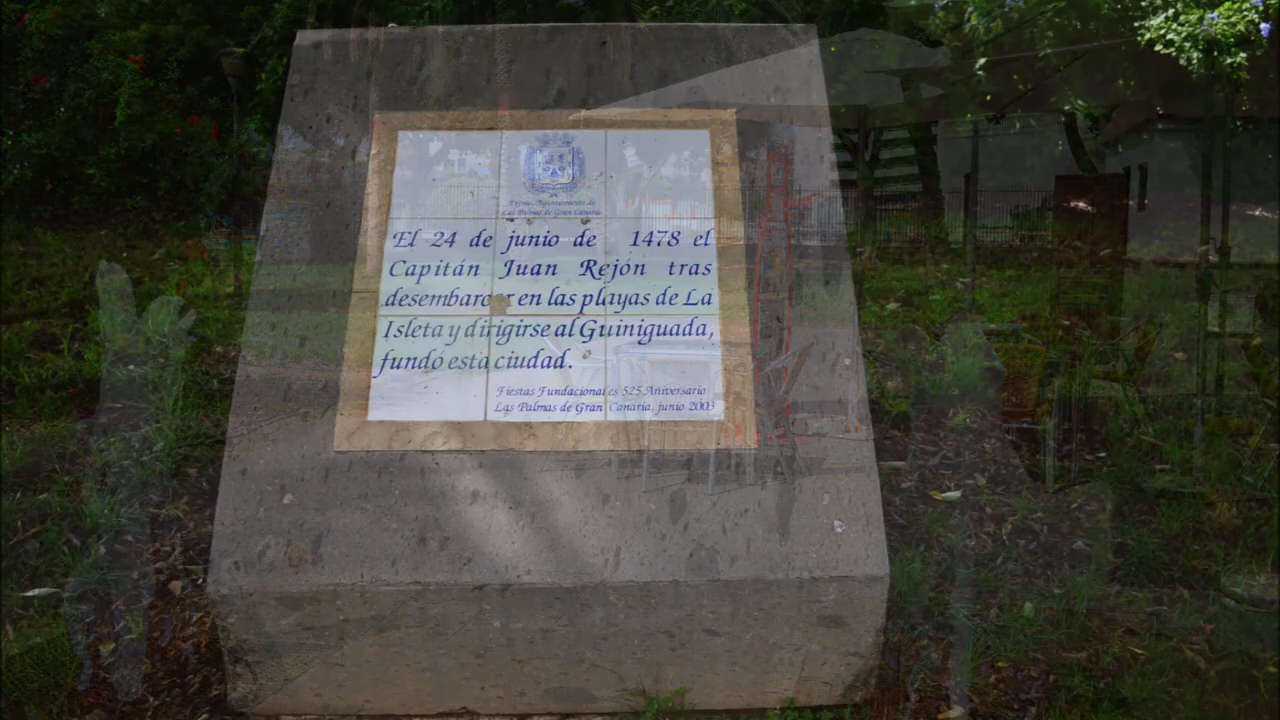 Excmo. Ayuntamiento de
Las Palmas de Gran Canaria
El 24 de junio de 1478 el
Capitán Juan Rejón tras
desembarcar en las playas de La
Isleta y dirigirse al Guiniguada,
fundó esta ciudad.
Fiestas Fundacionales 525 Aniversario
Las Palmas de Gran Canaria, junio 2003